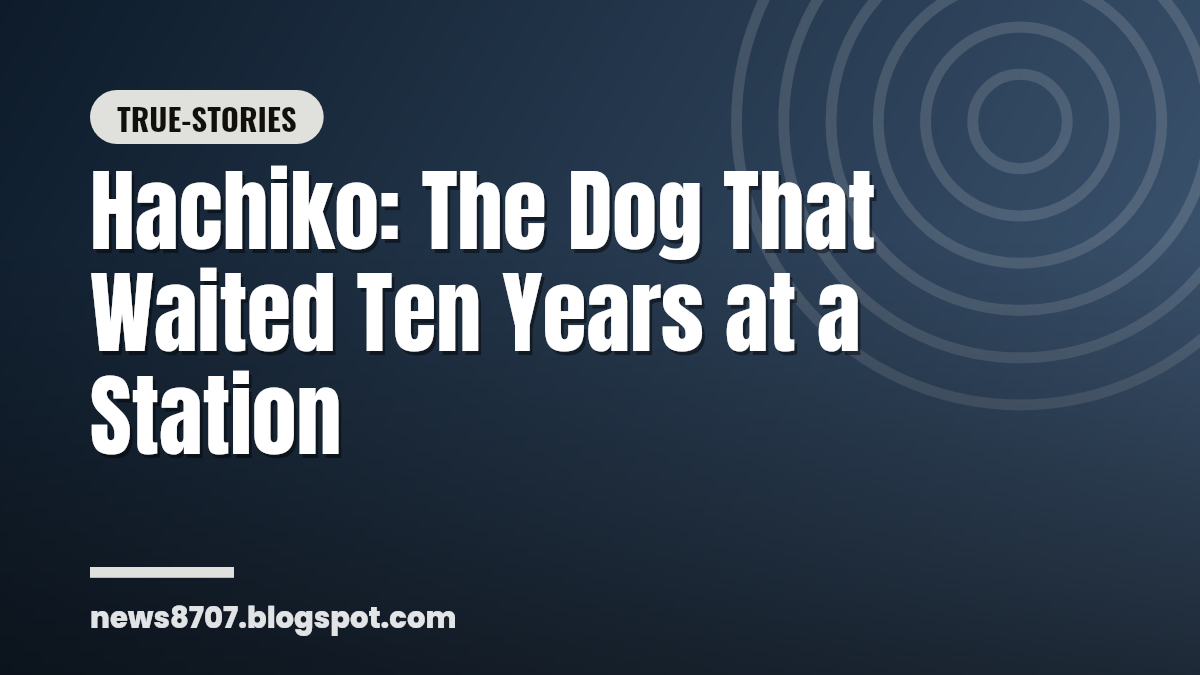 TRUE-STORIES
Hachiko: The Dog That
Waited Ten Years at a
Station
news8707.blogspot.com